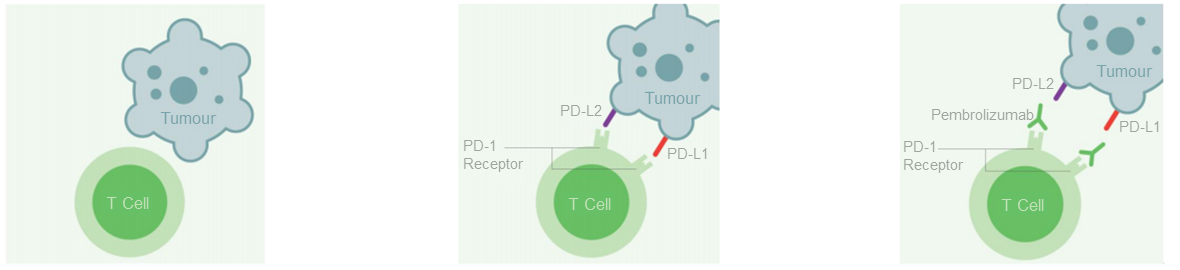 Tumour
T Cell
PD-L2
Tumour
PD-1
Receptor
PD-L1
T Cell
PD-L2
Tumour
Pembrolizumab
PD-L1
PD-1
Receptor
T Cell